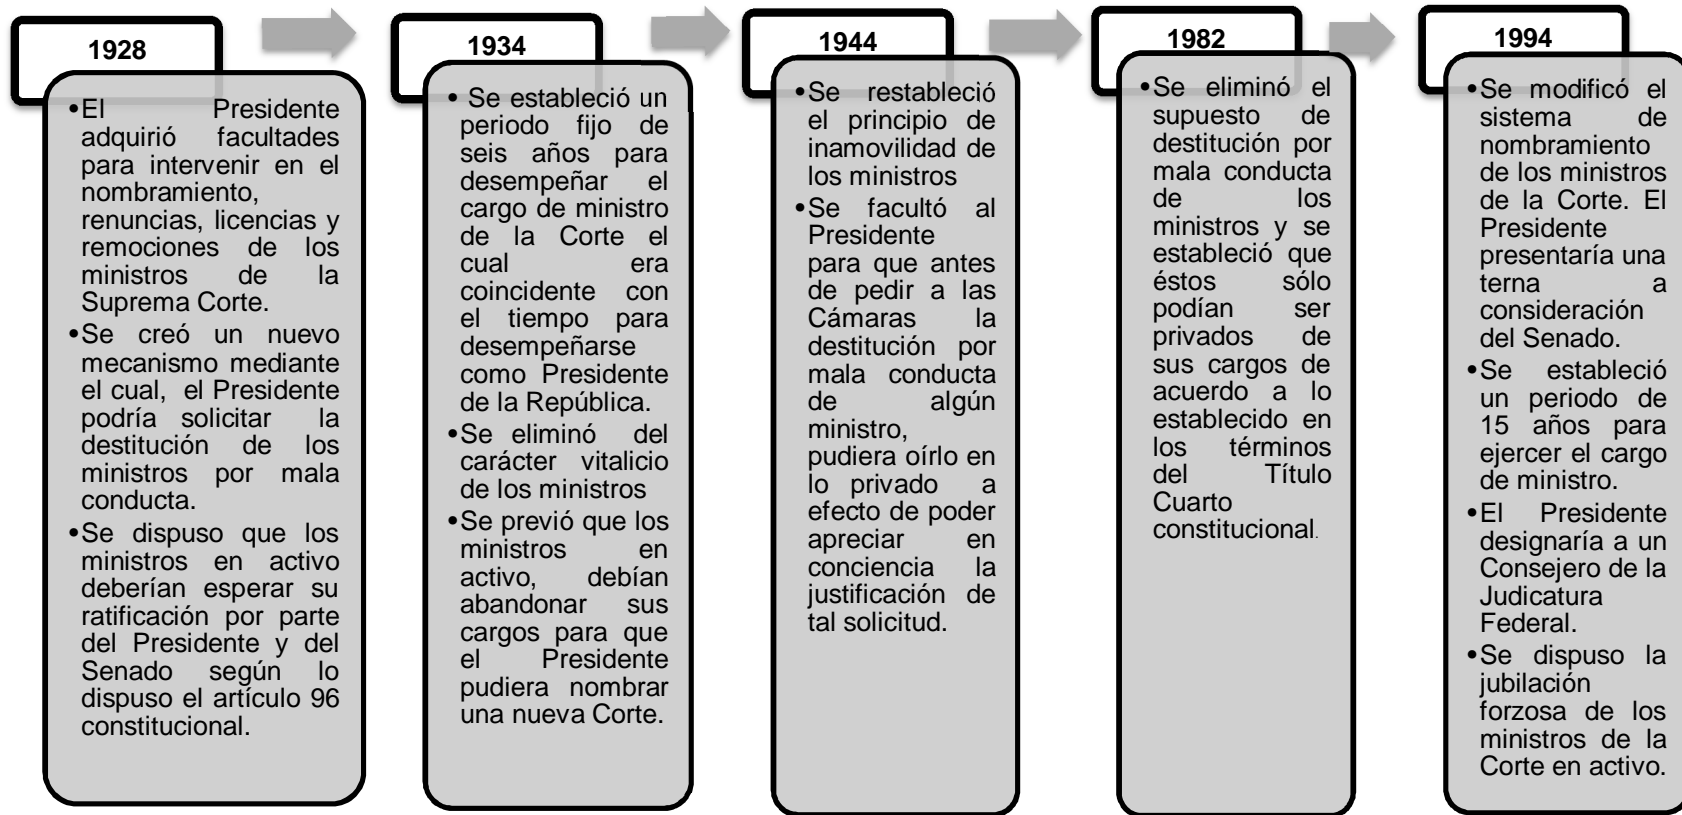 1928
•El Presidente
adquirió facultades
para intervenir en el
nombramiento,
renuncias, licencias y
remociones de los
ministros de la
Suprema Corte.
•Se creó un nuevo
mecanismo mediante
el cual, el Presidente
podría solicitar la
destitución de los
ministros por mala
conducta.
•Se dispuso que los
ministros en activo
deberían esperar su
ratificación por parte
del Presidente y del
Senado según lo
dispuso el artículo 96
constitucional.
1934
• Se estableció un
periodo fijo de
seis años para
desempeñar el
cargo de ministro
de la Corte el
cual era
coincidente con
el tiempo para
desempeñarse
como Presidente
de la República.
•Se eliminó del
carácter vitalicio
de los ministros
•Se previó que los
ministros en
activo, debían
abandonar sus
cargos para que
el Presidente
pudiera nombrar
una nueva Corte.
1944
•Se restableció
el principio de
inamovilidad de
los ministros
•Se facultó al
Presidente
para que antes
de pedir a las
Cámaras la
destitución por
mala conducta
de algún
ministro,
pudiera oírlo en
lo privado a
efecto de poder
apreciar en
conciencia la
justificación de
tal solicitud.
1982
•Se eliminó el
supuesto de
destitución por
mala conducta
de los
ministros y se
estableció que
éstos sólo
podían ser
privados de
sus cargos de
acuerdo a lo
establecido en
los términos
del Título
Cuarto
constitucional.
1994
•Se modificó el
sistema de
nombramiento
de los ministros
de la Corte. El
Presidente
presentaría una
terna a
consideración
del Senado.
•Se estableció
un periodo de
15 años para
ejercer el cargo
de ministro.
•El Presidente
designaría a un
Consejero de la
Judicatura
Federal.
•Se dispuso la
jubilación
forzosa de los
ministros de la
Corte en activo.